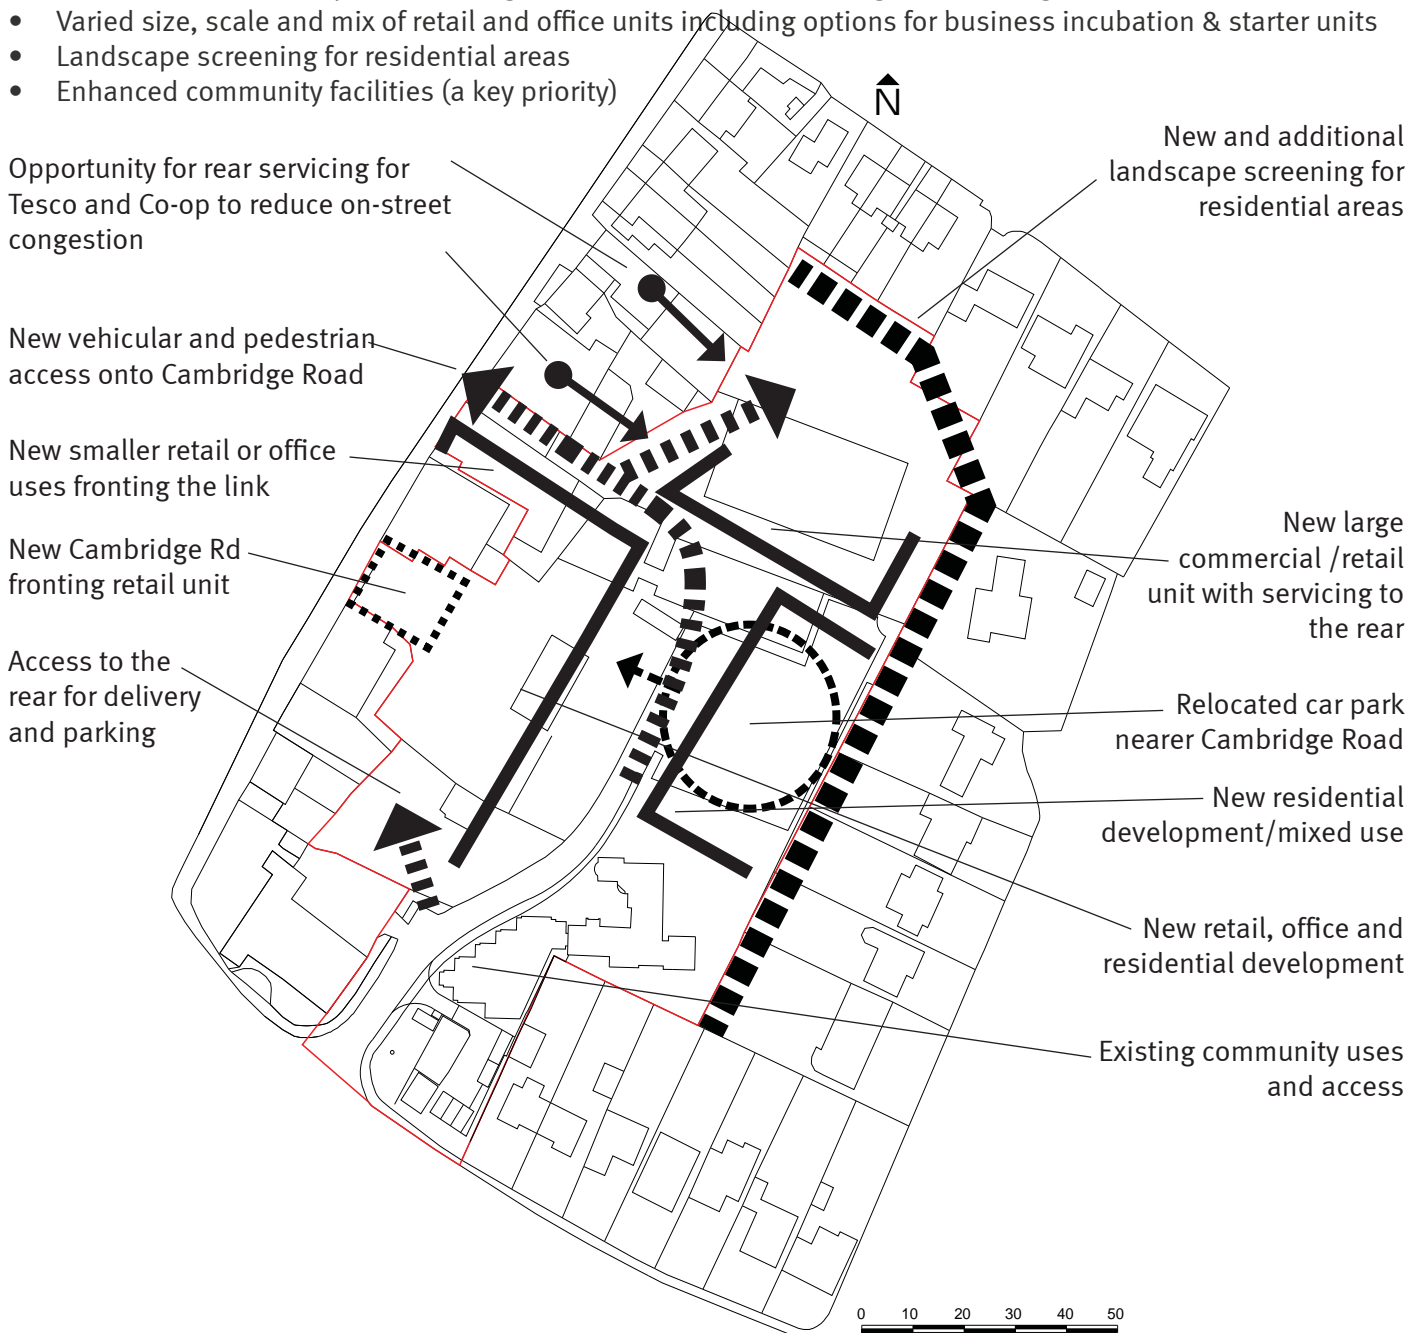 • Varied size, scale and mix of retail and office units including options for business incubation & starter units
• Landscape screening for residential areas
• Enhanced community facilities (a key priority)
N
Opportunity for rear servicing for
Tesco and Co-op to reduce on-street
congestion
New vehicular and pedestrian
access onto Cambridge Road
New smaller retail or office
uses fronting the link
New Cambridge Rd
fronting retail unit
Access to the
rear for delivery
and parking
New and additional
landscape screening for
residential areas
New large
commercial /retail
unit with servicing to
the rear
Relocated car park
nearer Cambridge Road
New residential
development/mixed use
New retail, office and
residential development
Existing community uses
and access
0 10 20 30 40 50